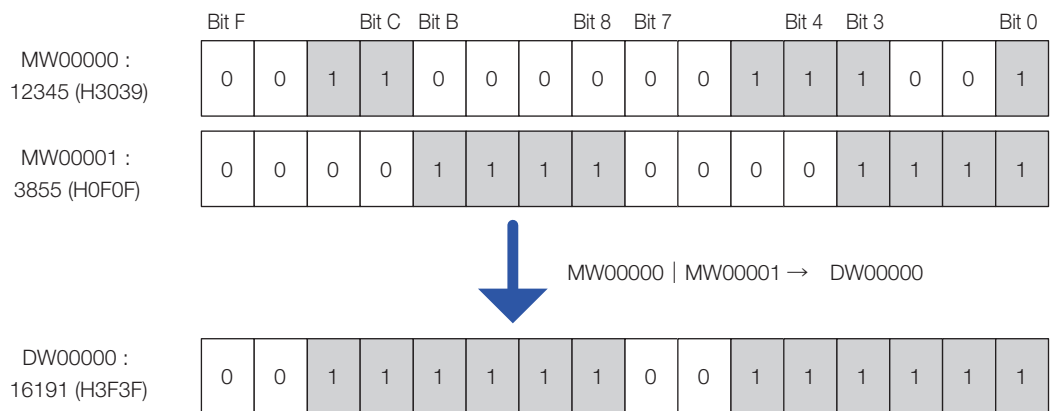 Bit F Bit C Bit B Bit 8 Bit 7 Bit 4 Bit 3 Bit 0
MW00000 :
12345 (H3039)
0 0 1 1 0 0 0 0 0 0 1 1 1 0 0 1
MW00001 :
3855 (H0F0F)
0 0 0 0 1 1 1 1 0 0 0 0 1 1 1 1
MW00000 | MW00001 → DW00000
DW00000 :
16191 (H3F3F)
0 0 1 1 1 1 1 1 0 0 1 1 1 1 1 1